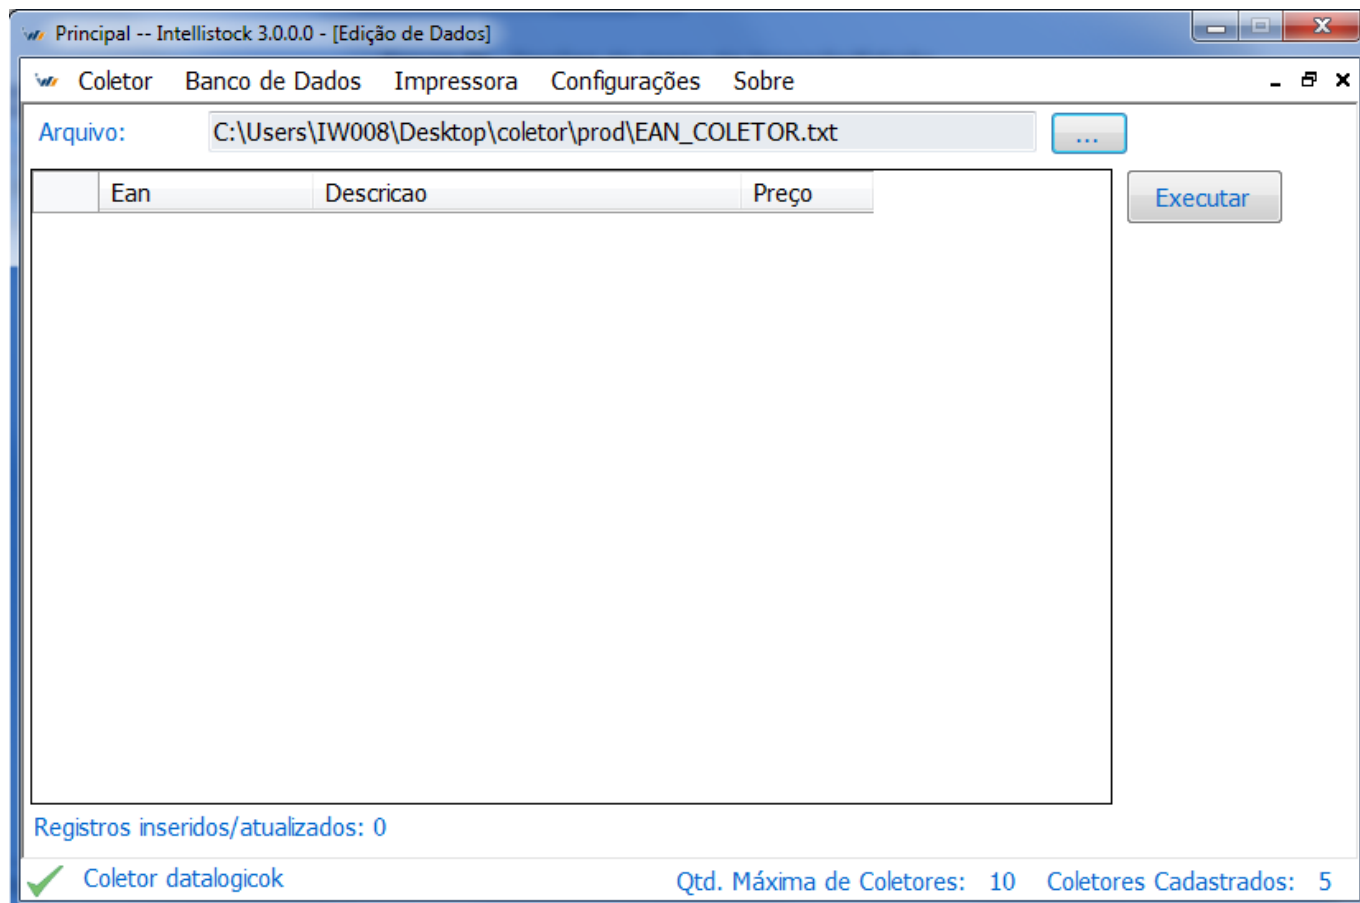 Principal -- Intellistock 3.0.0.0 - [Edição de Dados]
Coletor Banco de Dados Impressora Configurações Sobre
Arquivo: C:\Users\IW008\Desktop\coletor\prod\EAN_COLETOR.txt ...
Ean Descricao Preço
Executar
Registros inseridos/atualizados: 0
Coletor datalogicok Qtd. Máxima de Coletores: 10 Coletores Cadastrados: 5